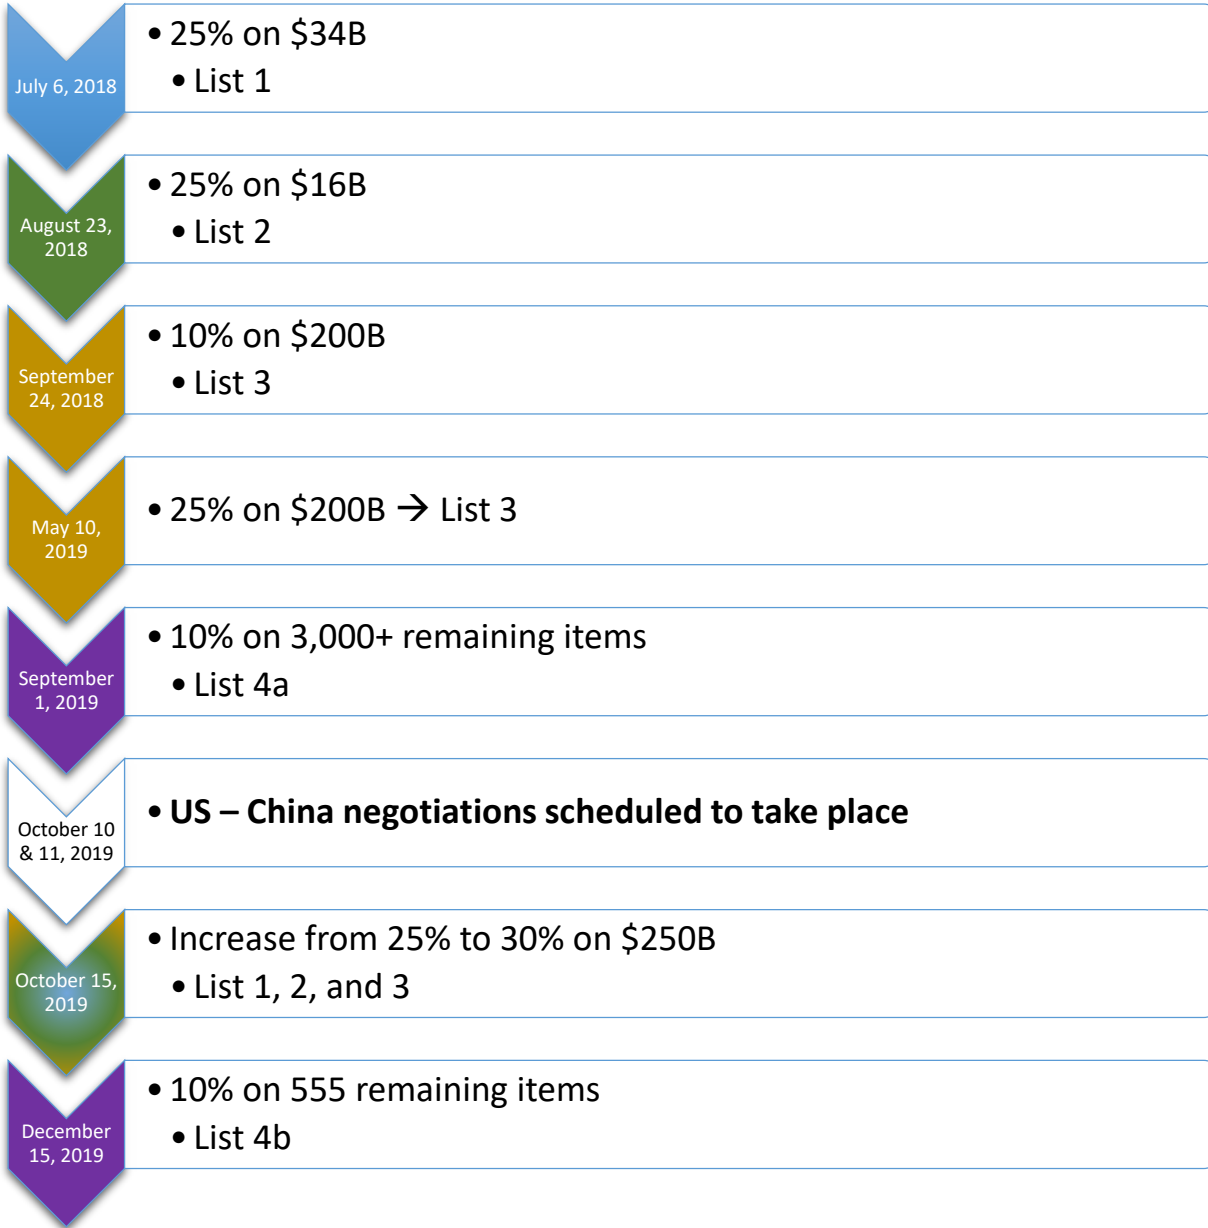 July 6, 2018
• 25% on $34B
• List 1
August 23,
2018
• 25% on $16B
• List 2
September
24, 2018
• 10% on $200B
• List 3
May 10,
2019
• 25% on $200B → List 3
September
1, 2019
• 10% on 3,000+ remaining items
• List 4a
October 10
& 11, 2019
• US – China negotiations scheduled to take place
October 15,
2019
• Increase from 25% to 30% on $250B
• List 1, 2, and 3
December
15, 2019
• 10% on 555 remaining items
• List 4b